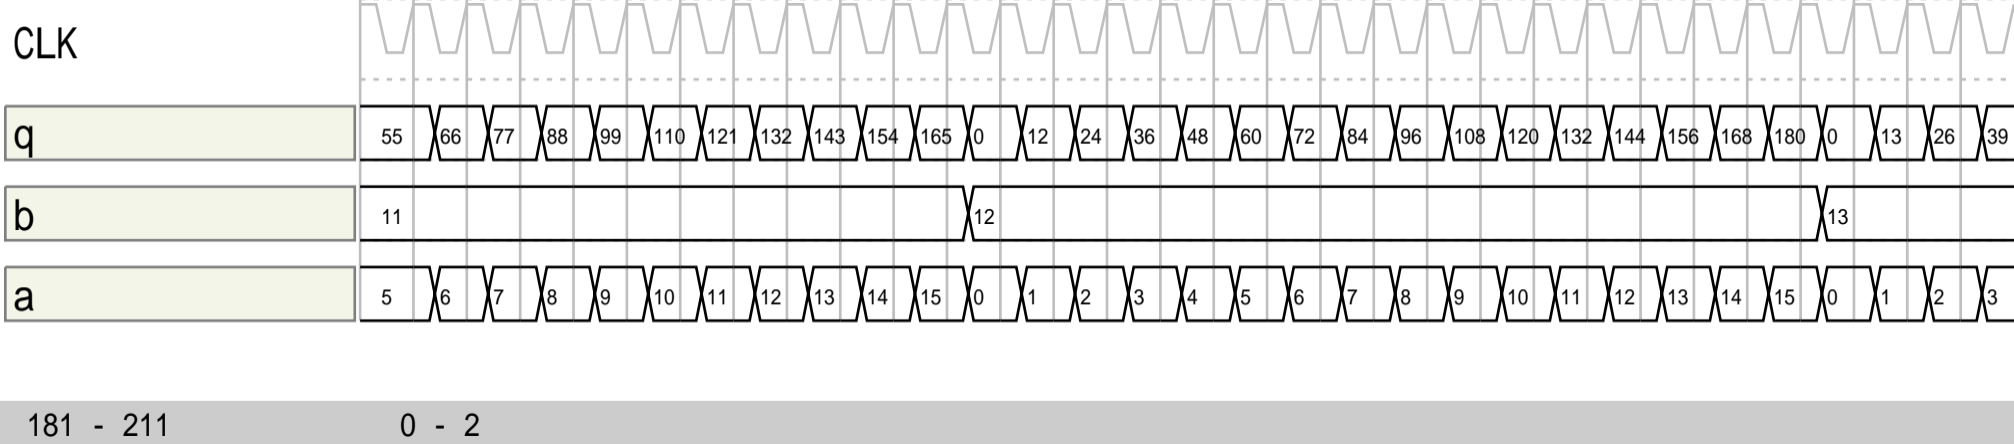 CLK
q 55 66 77 88 99 110 121 132 143 154 165 0 12 24 36 48 60 72 84 96 108 120 132 144 156 168 180 0 13 26 39
b 11 12 13
a 5 6 7 8 9 10 11 12 13 14 15 0 1 2 3 4 5 6 7 8 9 10 11 12 13 14 15 0 1 2 3
181 - 211 0 - 2